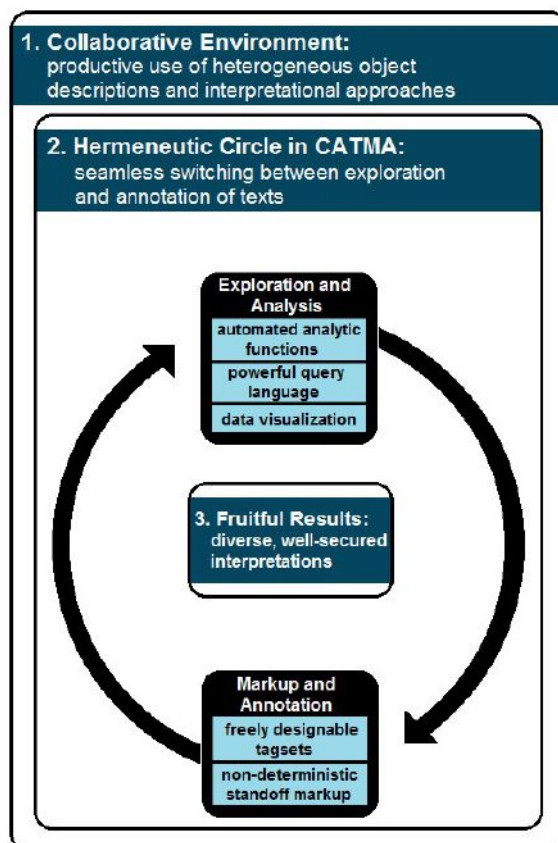 1. Collaborative Environment:
productive use of heterogeneous object
descriptions and interpretational approaches
2. Hermeneutic Circle in CATMA:
seamless switching between exploration
and annotation of texts
Exploration and
Analysis
automated analytic
functions
powerful query
language
data visualization
3. Fruitful Results:
diverse, well-secured
interpretations
Markup and
Annotation
freely designable
tagsets
non-deterministic
standoff markup